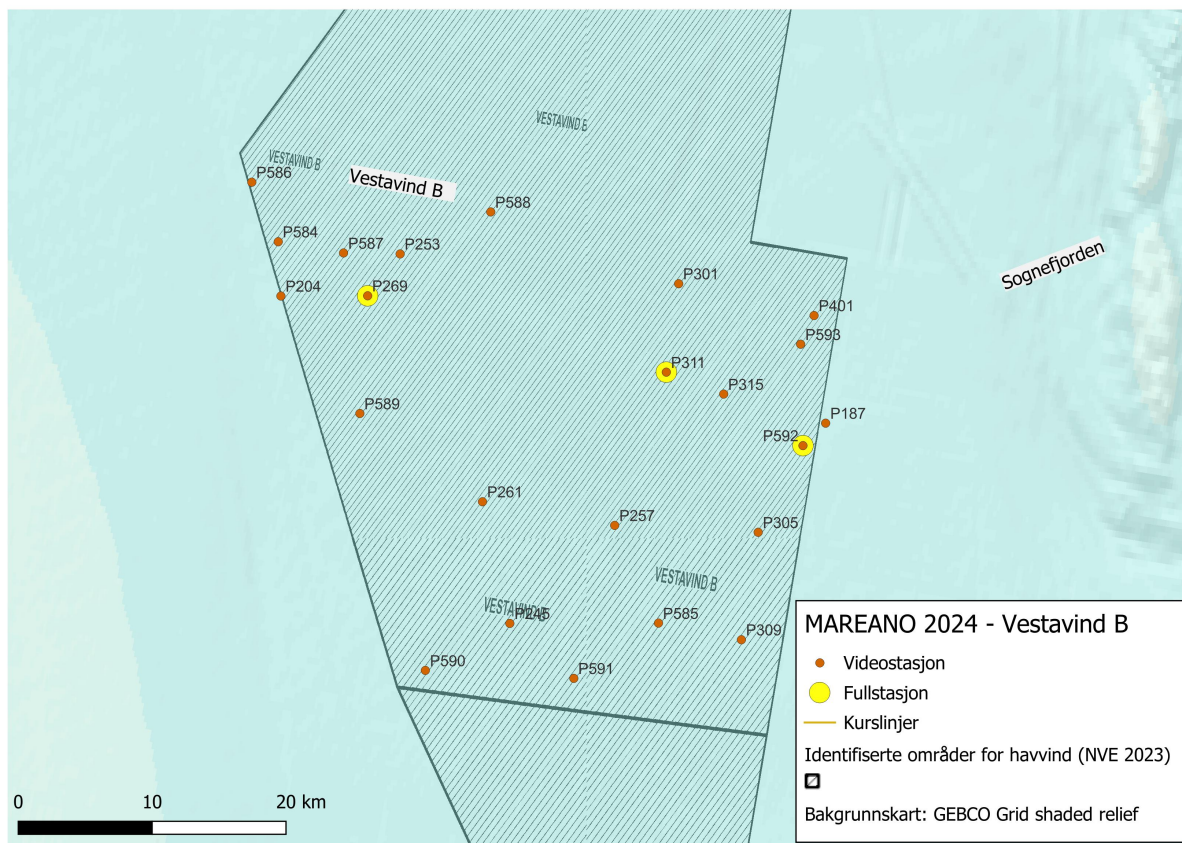 VESTAVIND B
VESTAVIND B
P586
Vestavind B
P588
P584
P587
P253
Sognefjorden
P204
P269
P301
P401
P593
P311
P315
P589
P187
P592
P261
P257
P305
VESTAVIND B
VESTAVIND B
P245
P585
P309
P590
P591
MAREANO 2024 - Vestavind B
Videostasjon
Fullstasjon
Kurslinjer
Identifiserte områder for havvind (NVE 2023)
Bakgrunnskart: GEBCO Grid shaded relief
0 10 20 km